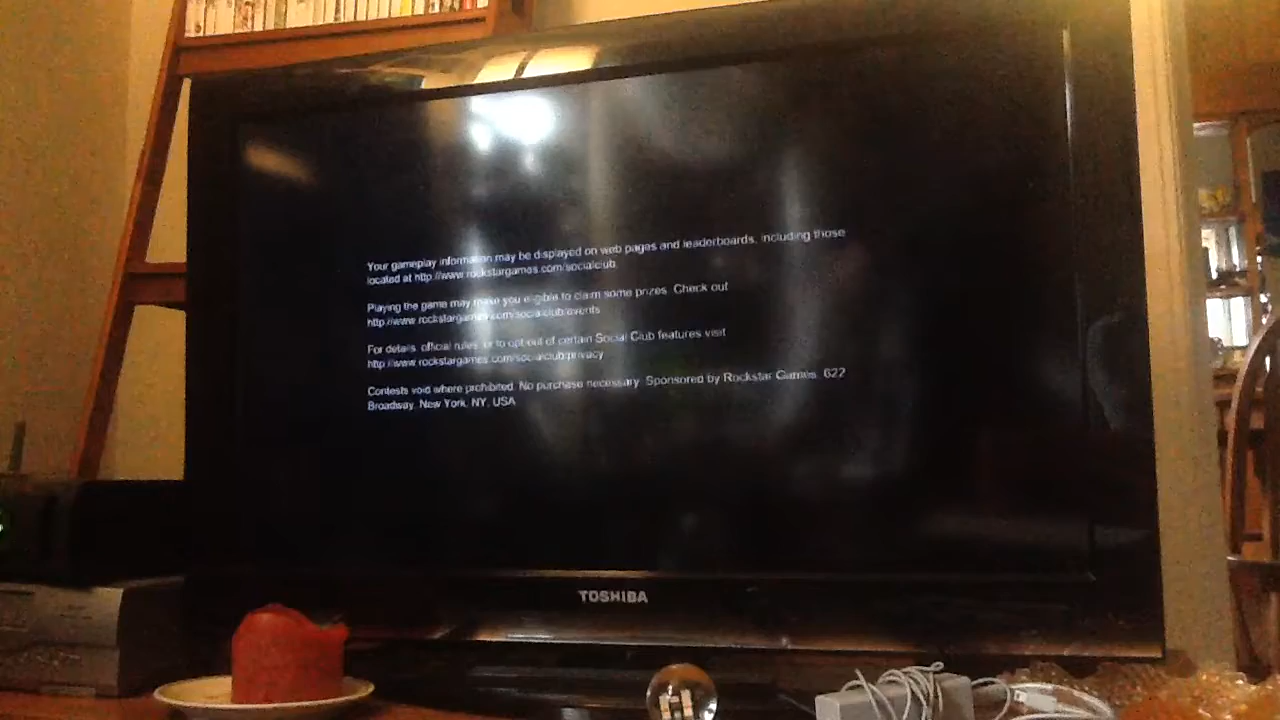 Your gameplay information may be displayed on web pages and leaderboards, including those
located at http://www.rockstargames.com/socialclub.
Playing the game may make you eligible to claim some prizes. Check out
http://www.rockstargames.com/socialclub/events
For details, official rules, or to opt-out of certain Social Club features visit
http://www.rockstargames.com/socialclub/privacy
Contests void where prohibited. No purchase necessary. Sponsored by Rockstar Games, 622
Broadway, New York, NY, USA
TOSHIBA